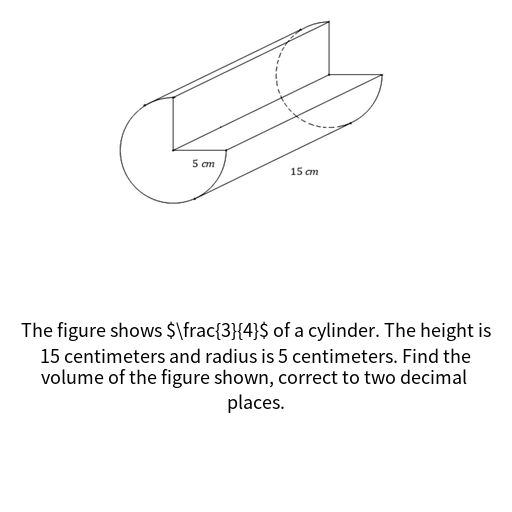 5 cm
15 cm
The figure shows $\frac{3}{4}$ of a cylinder. The height is
15 centimeters and radius is 5 centimeters. Find the
volume of the figure shown, correct to two decimal
places.